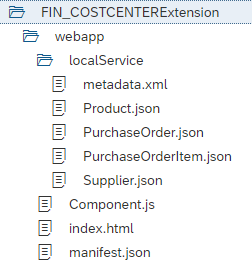 FIN_COSTCENTERExtension
webapp
localService
metadata.xml
Product.json
PurchaseOrder.json
PurchaseOrderItem.json
Supplier.json
Component.js
index.html
manifest.json